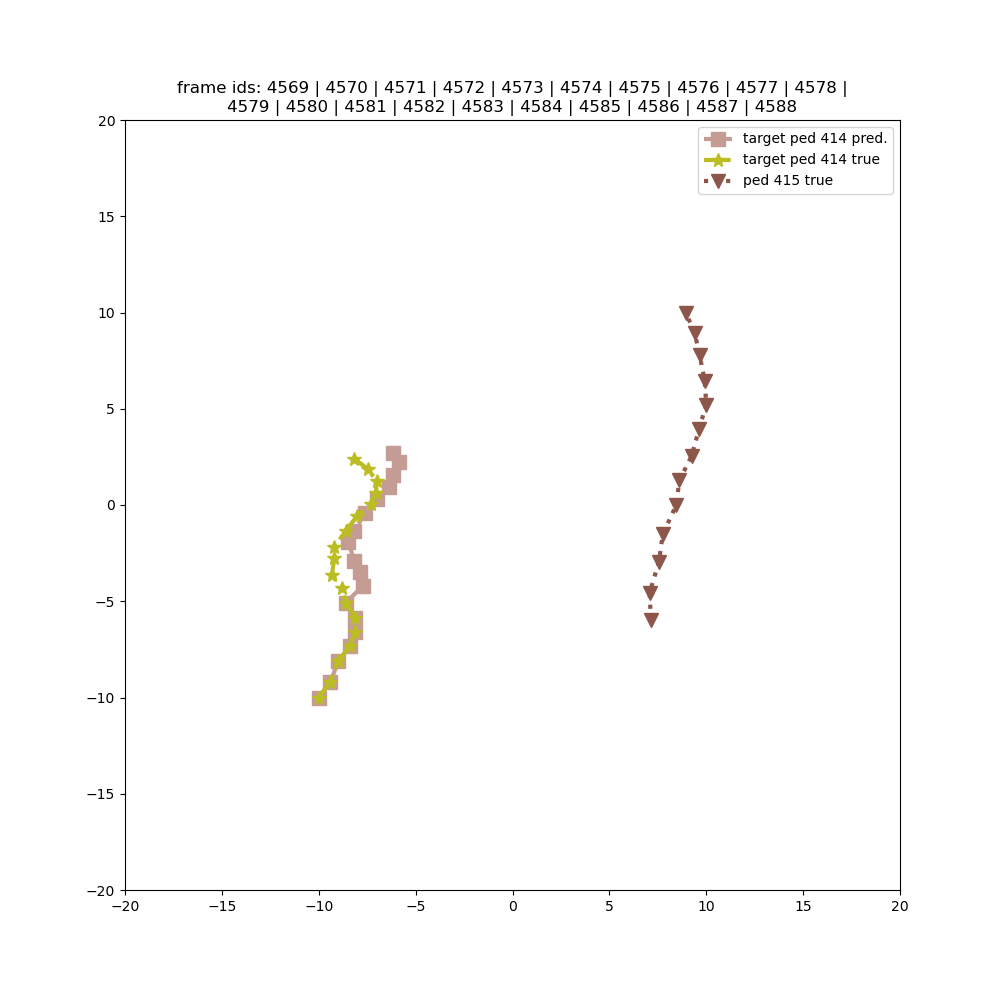 frame ids: 4569 | 4570 | 4571 | 4572 | 4573 | 4574 | 4575 | 4576 | 4577 | 4578 |
4579 | 4580 | 4581 | 4582 | 4583 | 4584 | 4585 | 4586 | 4587 | 4588
target ped 414 pred.
target ped 414 true
ped 415 true
20
15
10
5
0
−5
−10
−15
−20
−20 −15 −10 −5 0 5 10 15 20